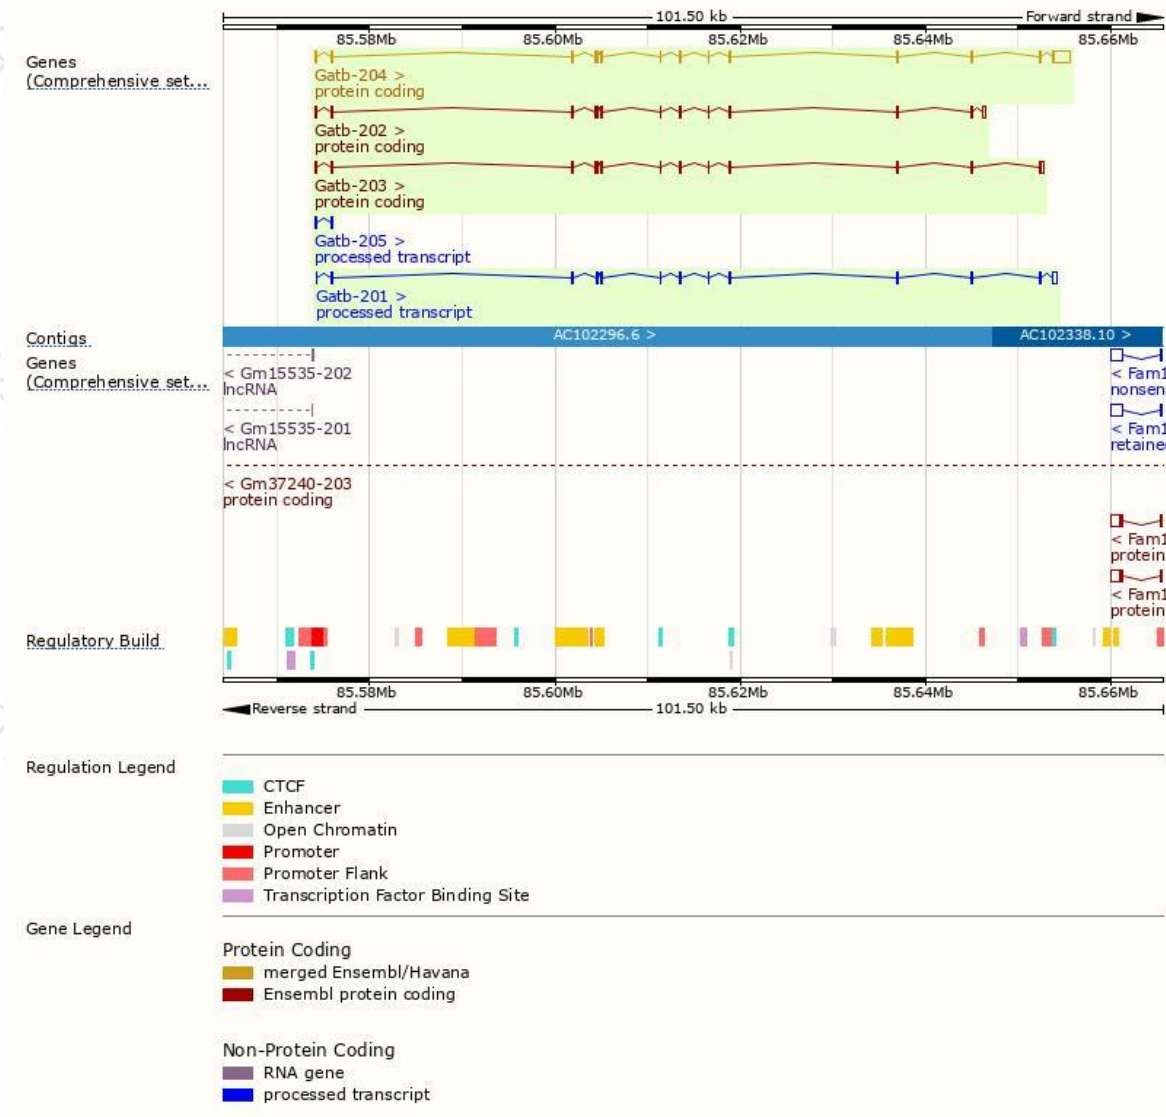 101.50 kb Forward strand
85.58Mb 85.60Mb 85.62Mb 85.64Mb 85.66Mb
Genes
(Comprehensive set...
Gatb-204 >
protein coding
Gatb-202 >
protein coding
Gatb-203 >
protein coding
Gatb-205 >
processed transcript
Gatb-201 >
processed transcript
Contigs AC102296.6 > AC102338.10 >
Genes
(Comprehensive set...
< Gm15535-202 < Fam1
lncRNA nonsen
< Gm15535-201 < Fam1
lncRNA retaine
< Gm37240-203
protein coding
< Fam1
protein
< Fam1
protein
Regulatory Build
85.58Mb 85.60Mb 85.62Mb 85.64Mb 85.66Mb
Reverse strand 101.50 kb
Regulation Legend
CTCF
Enhancer
Open Chromatin
Promoter
Promoter Flank
Transcription Factor Binding Site
Gene Legend
Protein Coding
merged Ensembl/Havana
Ensembl protein coding
Non-Protein Coding
RNA gene
processed transcript